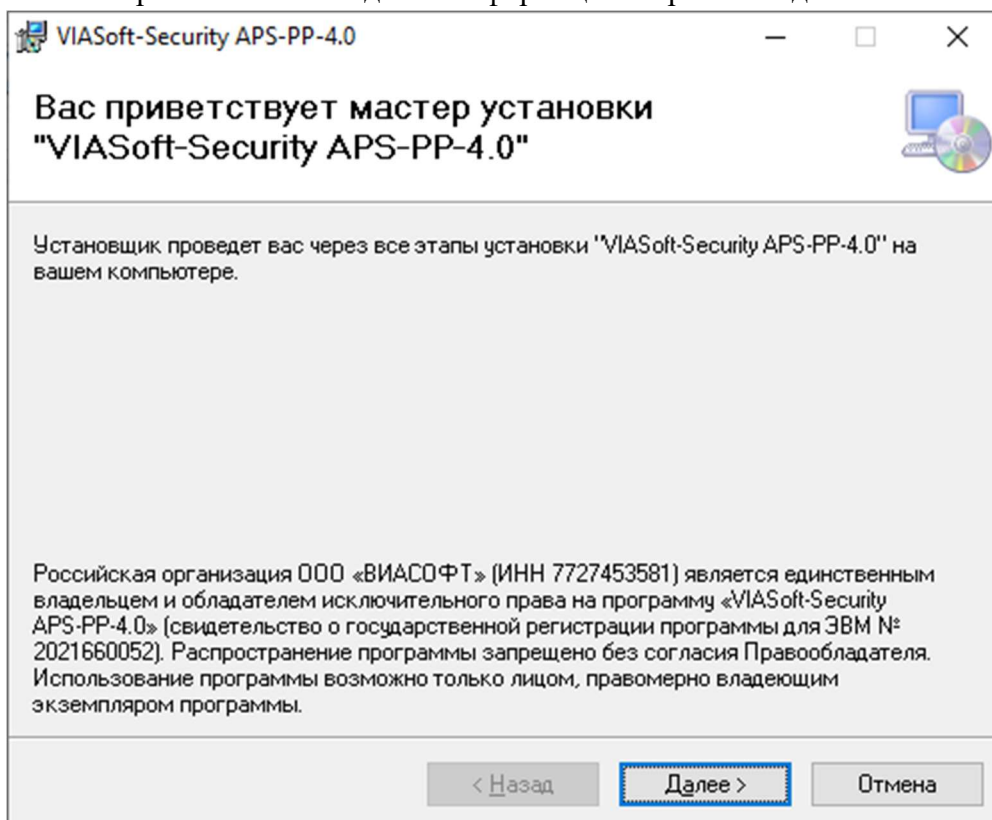 VIASoft-Security APS-PP-4.0
Вас приветствует мастер установки
"VIASoft-Security APS-PP-4.0"
Установщик проведет вас через все этапы установки "VIASoft-Security APS-PP-4.0" на
вашем компьютере.
Российская организация ООО «ВИАСОФТ» (ИНН 7727453581) является единственным
владельцем и обладателем исключительного права на программу «VIASoft-Security
APS-PP-4.0» (свидетельство о государственной регистрации программы для ЭВМ №
2021660052). Распространение программы запрещено без согласия Правообладателя.
Использование программы возможно только лицом, правомерно владеющим
экземпляром программы.
< Назад Далее > Отмена